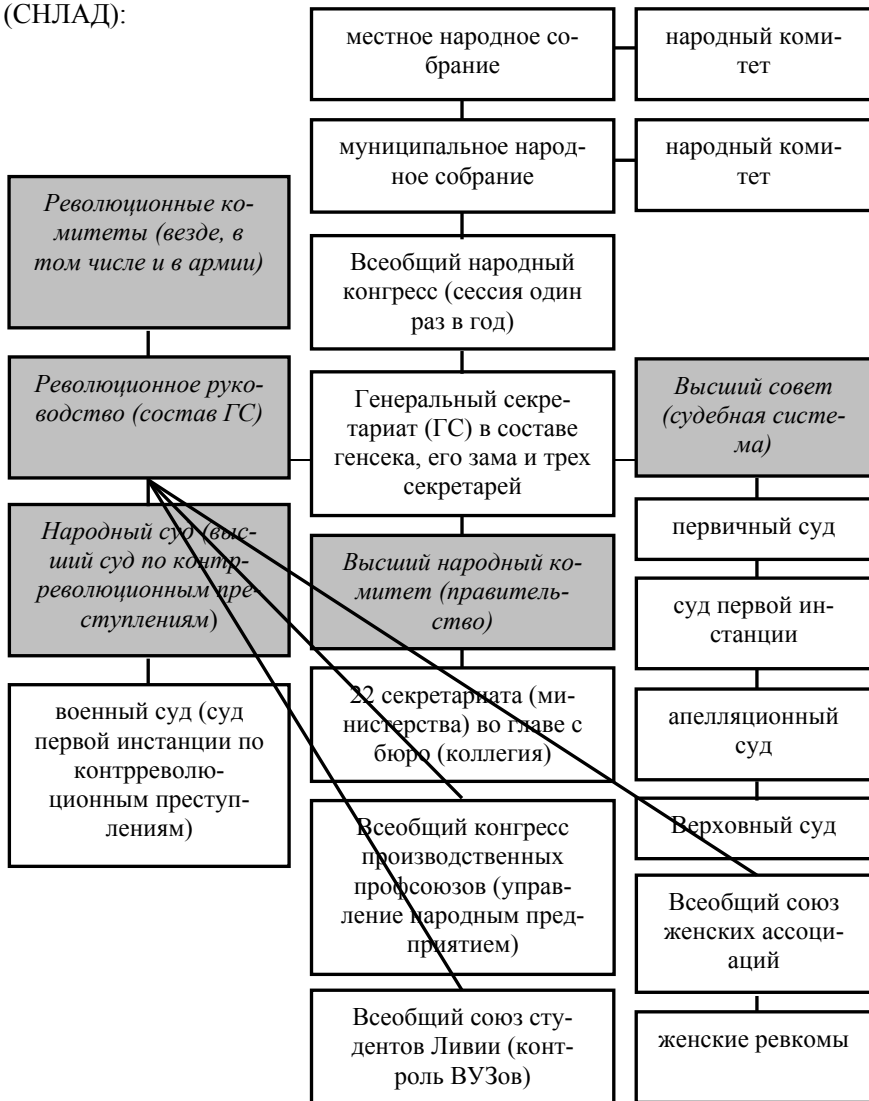 (СНЛАД):
местное народное со-
брание
народный коми-
тет
муниципальное народ-
ное собрание
народный коми-
тет
Революционные ко-
митеты (везде, в
том числе и в армии)
Всеобщий народный
конгресс (сессия один
раз в год)
Революционное руко-
водство (состав ГС)
Генеральный секре-
тариат (ГС) в составе
генсека, его зама и трех
секретарей
Высший совет
(судебная систе-
ма)
Народный суд (выс-
ший суд по контр-
революционным пре-
ступлениям)
Высший народный ко-
митет (правитель-
ство)
первичный суд
суд первой ин-
станции
военный суд (суд
первой инстанции по
контрреволю-
ционным преступ-
лениям)
22 секретариата (ми-
нистерства) во главе с
бюро (коллегия)
апелляционный
суд
Верховный суд
Всеобщий конгресс
производственных
профсоюзов (управ-
ление народным пред-
приятием)
Всеобщий союз
женских ассоци-
аций
Всеобщий союз сту-
дентов Ливии (конт-
роль ВУЗов)
женские ревкомы